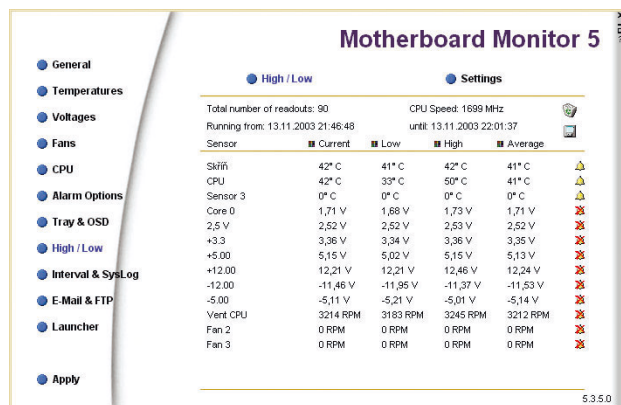 Motherboard Monitor 5
General
Temperatures
Voltages
Fans
CPU
Alarm Options
Tray & OSD
High / Low
Interval & SysLog
E-Mail & FTP
Launcher
Apply
High / Low Settings
Total number of readouts: 90 CPU Speed: 1699 MHz
Running from: 13.11.2003 21:46:48 until: 13.11.2003 22:01:37
Sensor Current Low High Average
Skříň 42° C 41° C 42° C 41° C
CPU 42° C 33° C 50° C 41° C
Sensor 3 0° C 0° C 0° C 0° C
Core 0 1,71 V 1,68 V 1,73 V 1,71 V
2,5 V 2,52 V 2,52 V 2,53 V 2,52 V
+3.3 3,36 V 3,34 V 3,36 V 3,35 V
+5.00 5,15 V 5,02 V 5,15 V 5,13 V
+12.00 12,21 V 12,21 V 12,46 V 12,24 V
-12.00 -11,46 V -11,95 V -11,37 V -11,53 V
-5.00 -5,11 V -5,21 V -5,01 V -5,14 V
Vent CPU 3214 RPM 3183 RPM 3245 RPM 3212 RPM
Fan 2 0 RPM 0 RPM 0 RPM 0 RPM
Fan 3 0 RPM 0 RPM 0 RPM 0 RPM
5.3.5.0